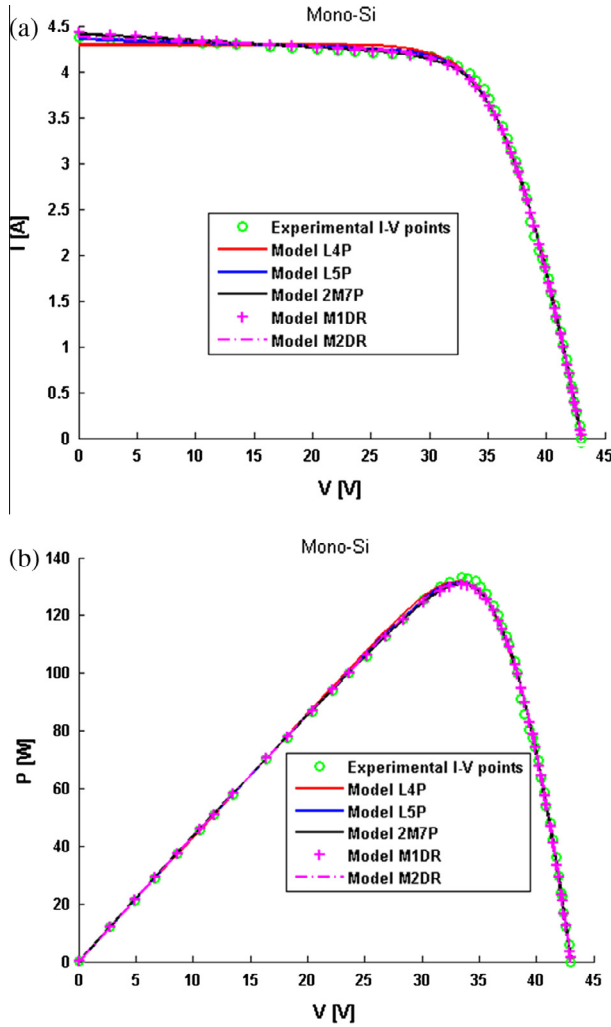 (a)
Mono-Si
4.5
4
3.5
3
2.5
2
1.5
1
0.5
0
I [A]
Experimental I-V points
Model L4P
Model L5P
Model 2M7P
Model M1DR
Model M2DR
0 5 10 15 20 25 30 35 40 45
V [V]
(b)
Mono-Si
140
120
100
80
60
40
20
0
P [W]
Experimental I-V points
Model L4P
Model L5P
Model 2M7P
Model M1DR
Model M2DR
0 5 10 15 20 25 30 35 40 45
V [V]